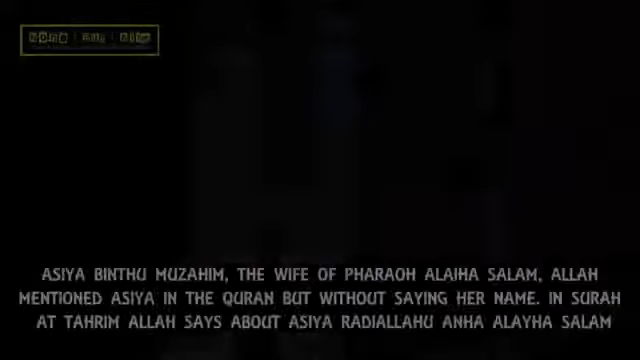 ASIYA BINTHU MUZAHIM, THE WIFE OF PHARAOH ALAIHA SALAM, ALLAH
MENTIONED ASIYA IN THE QURAN BUT WITHOUT SAYING HER NAME. IN SURAH
AT TAHRIM ALLAH SAYS ABOUT ASIYA RADIALLAHU ANHA ALAYHA SALAM